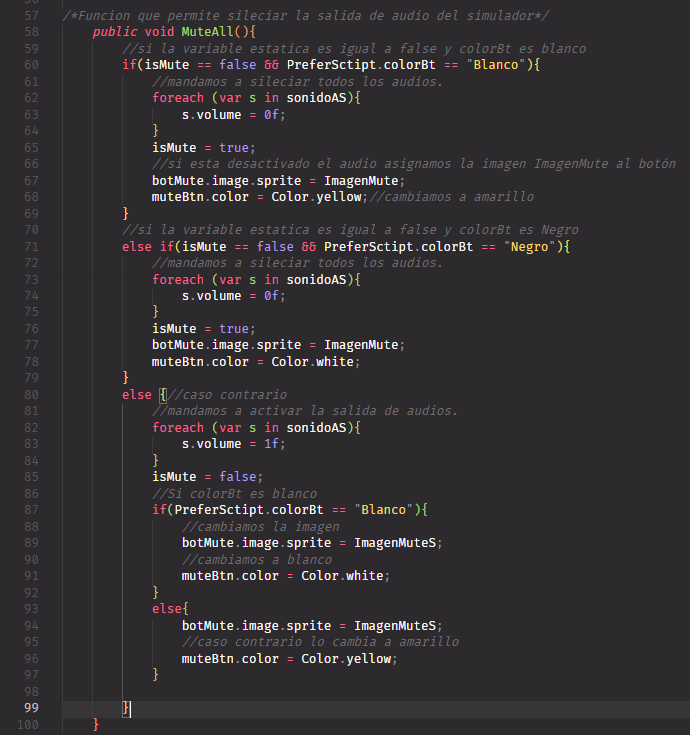 57 /*Funcion que permite sileciar la salida de audio del simulador*/
58 public void MuteAll(){
59 //si la variable estatica es igual a false y colorBt es blanco
60 if(isMute == false && PreferSctipt.colorBt == "Blanco"){
61 //mandamos a sileciar todos los audios.
62 foreach (var s in sonidoAS){
63 s.volume = 0f;
64 }
65 isMute = true;
66 //si esta desactivado el audio asignamos la imagen ImagenMute al botón
67 botMute.image.sprite = ImagenMute;
68 muteBtn.color = Color.yellow;//cambiamos a amarillo
69 }
70 //si la variable estatica es igual a false y colorBt es Negro
71 else if(isMute == false && PreferSctipt.colorBt == "Negro"){
72 //mandamos a sileciar todos los audios.
73 foreach (var s in sonidoAS){
74 s.volume = 0f;
75 }
76 isMute = true;
77 botMute.image.sprite = ImagenMute;
78 muteBtn.color = Color.white;
79 }
80 else {//caso contrario
81 //mandamos a activar la salida de audios.
82 foreach (var s in sonidoAS){
83 s.volume = 1f;
84 }
85 isMute = false;
86 //Si colorBt es blanco
87 if(PreferSctipt.colorBt == "Blanco"){
88 //cambiamos la imagen
89 botMute.image.sprite = ImagenMuteS;
90 //cambiamos a blanco
91 muteBtn.color = Color.white;
92 }
93 else{
94 botMute.image.sprite = ImagenMuteS;
95 //caso contrario lo cambia a amarillo
96 muteBtn.color = Color.yellow;
97 }
98
99 }
100 }